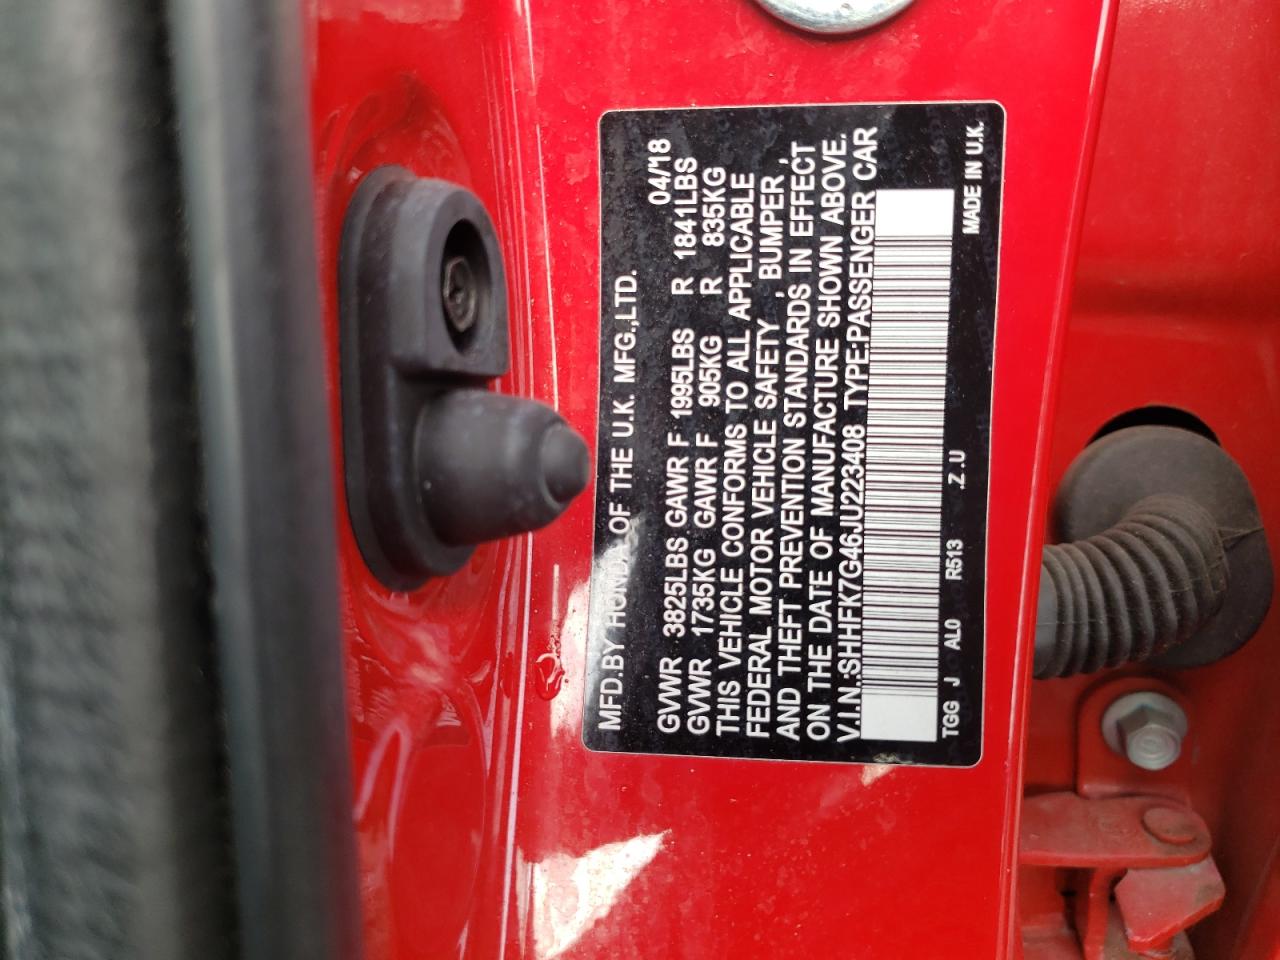 MFD.BY HONDA OF THE U.K. MFG.,LTD. 04/'18
GVWR 3825LBS GAWR F 1995LBS R 1841LBS
GVWR 1735KG GAWR F 905KG R 835KG
THIS VEHICLE CONFORMS TO ALL APPLICABLE
FEDERAL MOTOR VEHICLE SAFETY , BUMPER ,
AND THEFT PREVENTION STANDARDS IN EFFECT
ON THE DATE OF MANUFACTURE SHOWN ABOVE.
V.I.N.:SHHFK7G46JU223408 TYPE:PASSENGER CAR
TGG J AL0 R513 .Z.U MADE IN U.K.